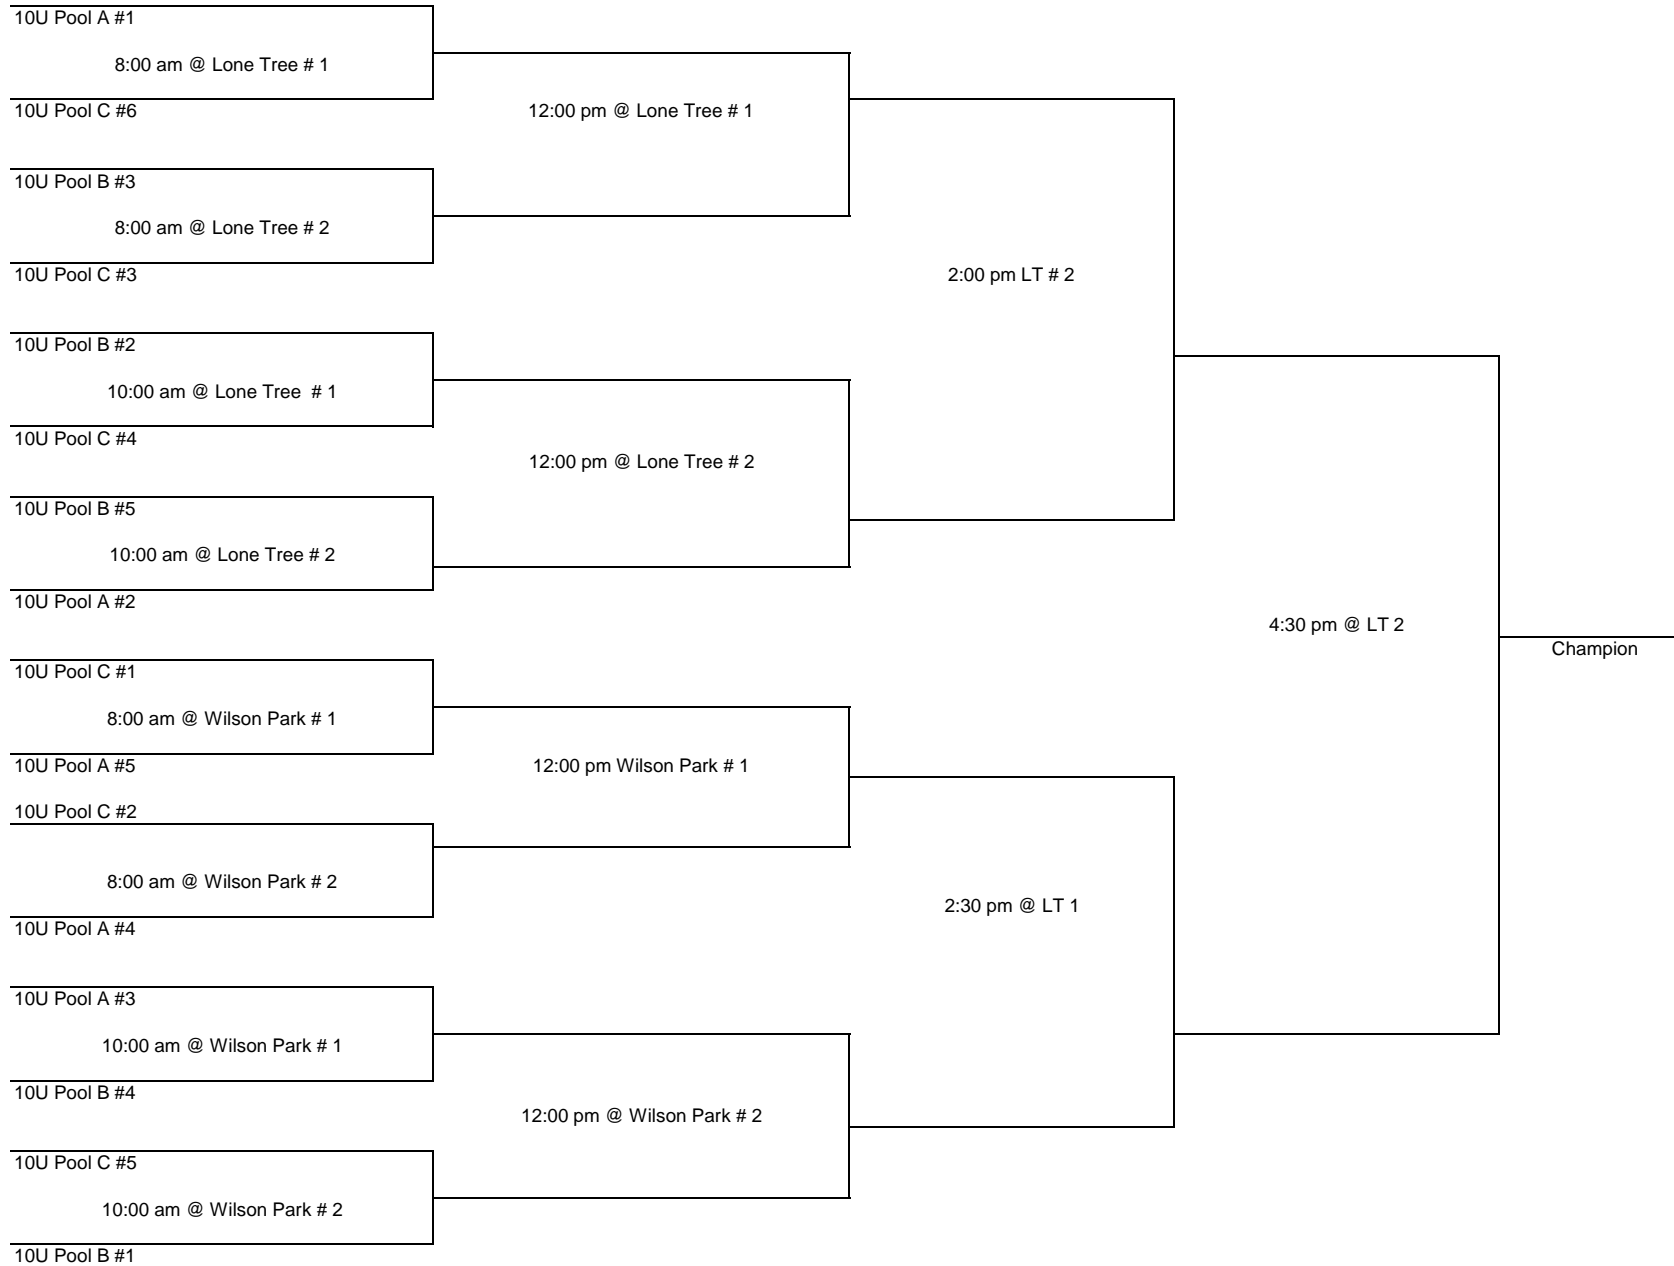 10U Pool A #1
8:00 am @ Lone Tree # 1
10U Pool C #6
12:00 pm @ Lone Tree # 1
10U Pool B #3
8:00 am @ Lone Tree # 2
10U Pool C #3
2:00 pm LT # 2
10U Pool B #2
10:00 am @ Lone Tree  # 1
10U Pool C #4
12:00 pm @ Lone Tree # 2
10U Pool B #5
10:00 am @ Lone Tree # 2
10U Pool A #2
4:30 pm @ LT 2
Champion
10U Pool C #1
8:00 am @ Wilson Park # 1
10U Pool A #5
12:00 pm Wilson Park # 1
10U Pool C #2
8:00 am @ Wilson Park # 2
10U Pool A #4
2:30 pm @ LT 1
10U Pool A #3
10:00 am @ Wilson Park # 1
10U Pool B #4
12:00 pm @ Wilson Park # 2
10U Pool C #5
10:00 am @ Wilson Park # 2
10U Pool B #1